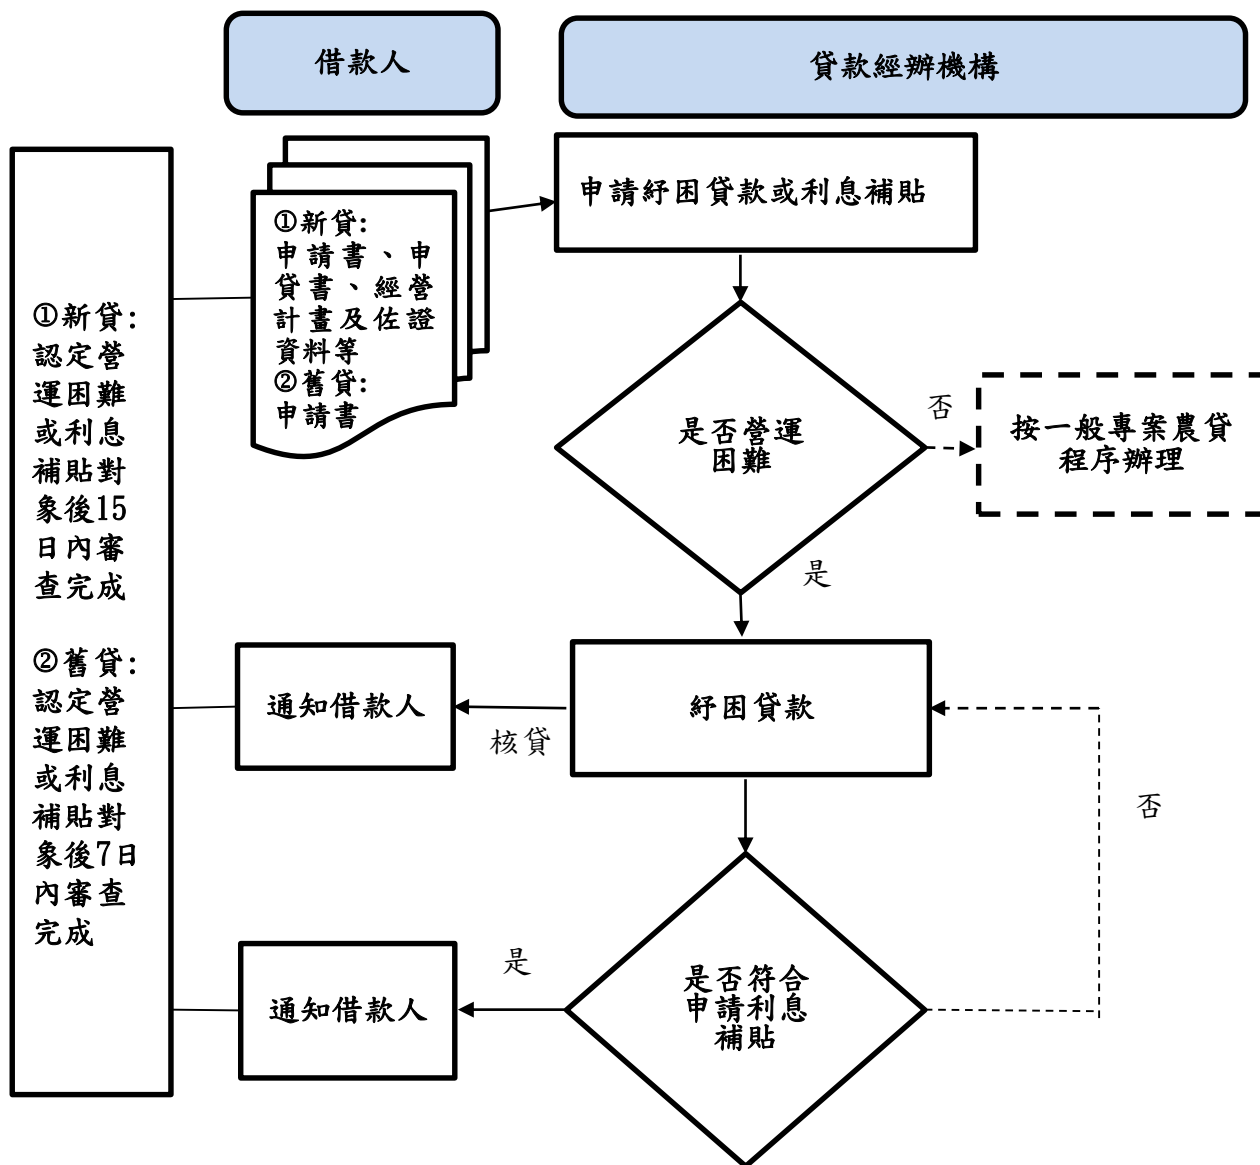 借款人
貸款經辦機構
申請紓困貸款或利息補貼
①新貸:
申請書、申
貸書、經營
計畫及佐證
資料等
②舊貸:
申請書
①新貸:
認定營
運困難
或利息
補貼對
象後15
日內審
查完成
②舊貸:
認定營
運困難
或利息
補貼對
象後7日
內審查
完成
是否營運
困難
否
按一般專案農貸
程序辦理
是
紓困貸款
核貸
通知借款人
否
是否符合
申請利息
補貼
是
通知借款人